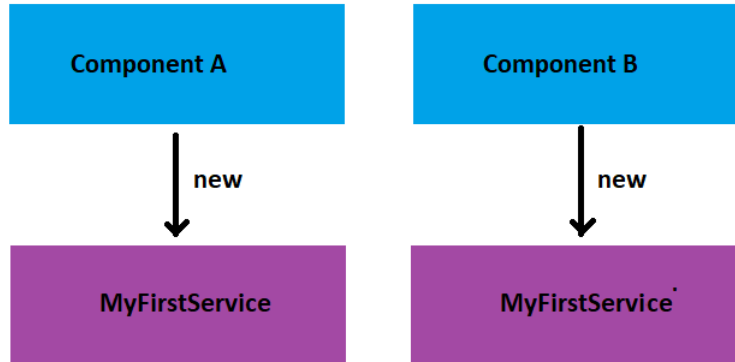 Component A
Component B
new
new
MyFirstService
MyFirstService